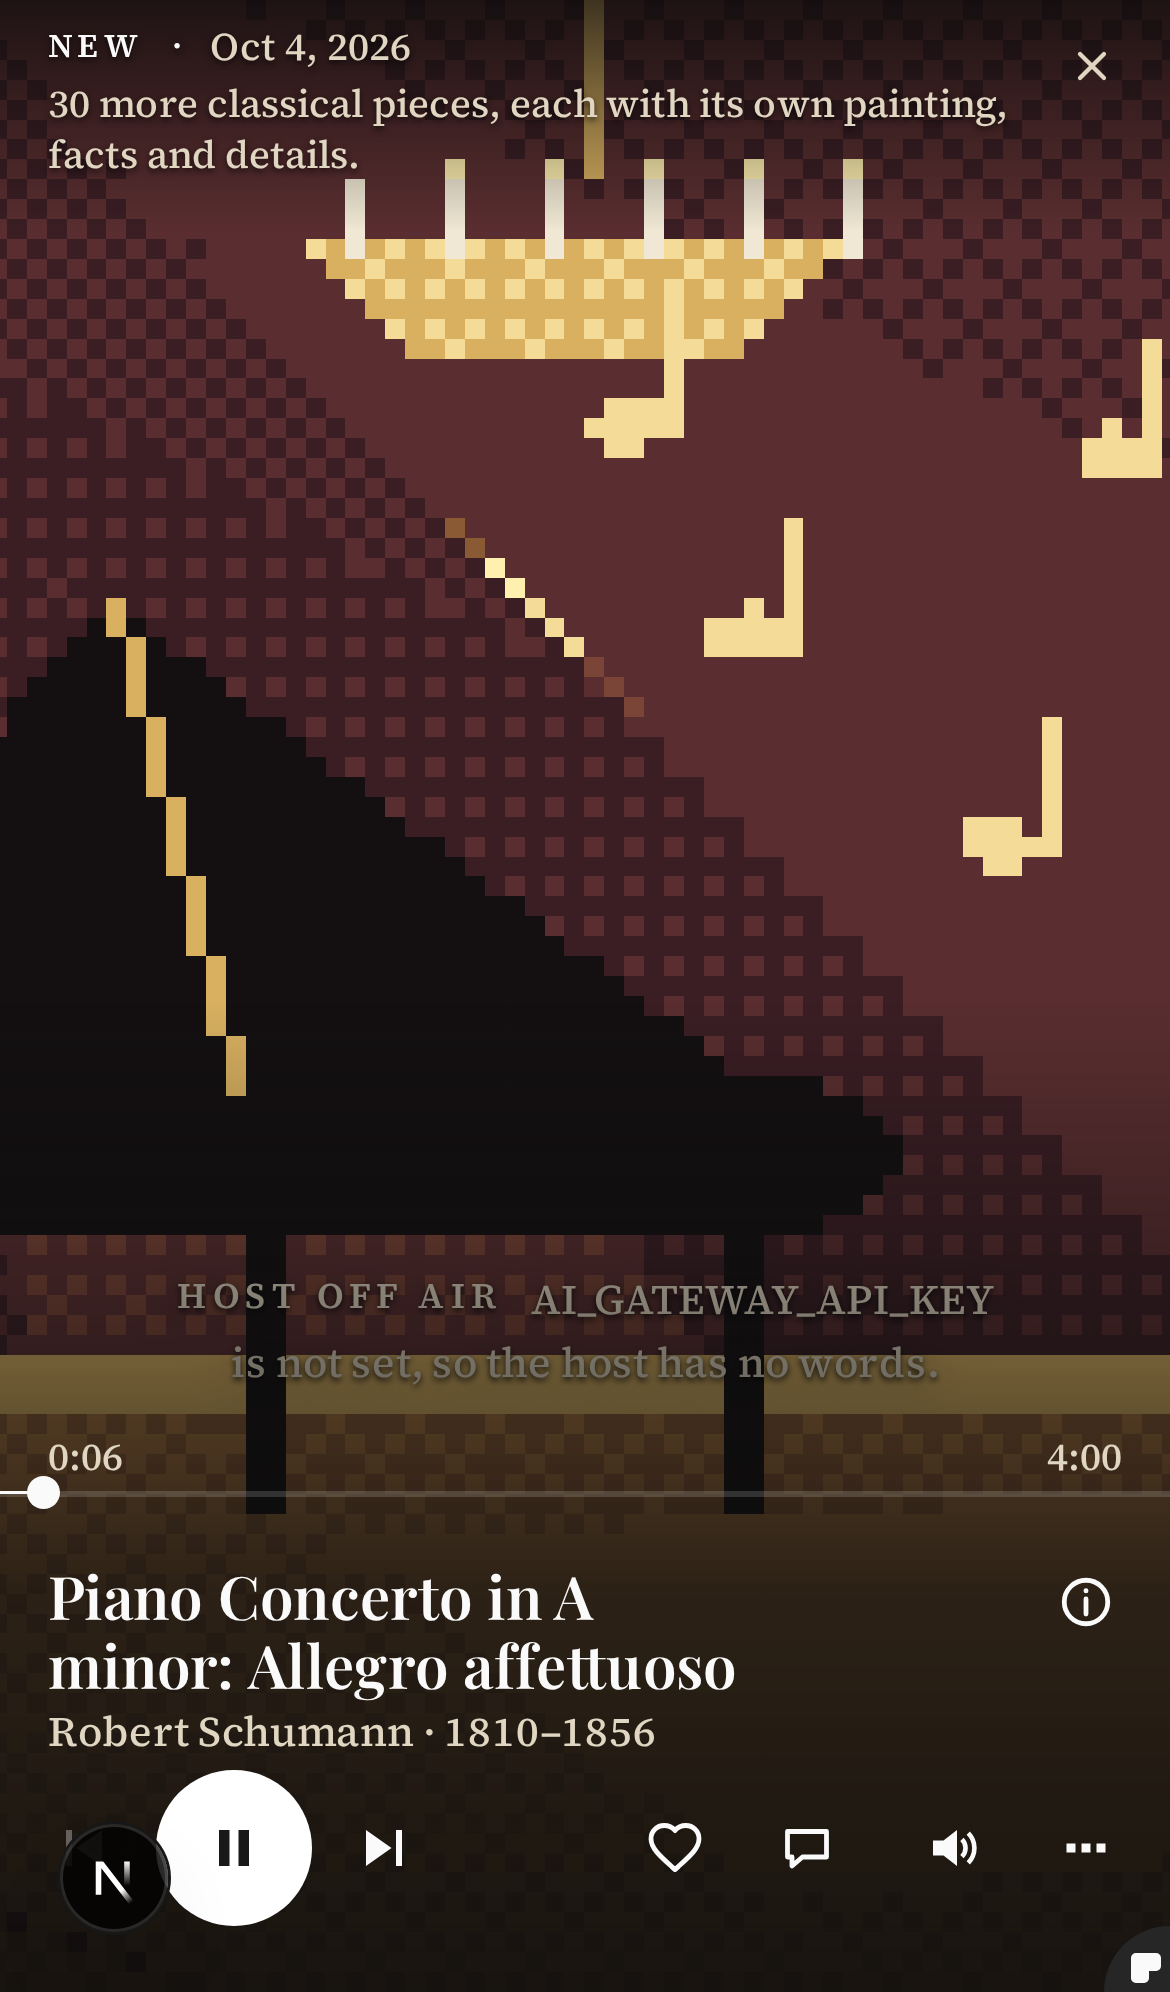 NEW · Oct 4, 2026
30 more classical pieces, each with its own painting,
facts and details.
HOST OFF AIR AI_GATEWAY_API_KEY
is not set, so the host has no words.
0:06 4:00
Piano Concerto in A
minor: Allegro affettuoso
Robert Schumann · 1810–1856
N